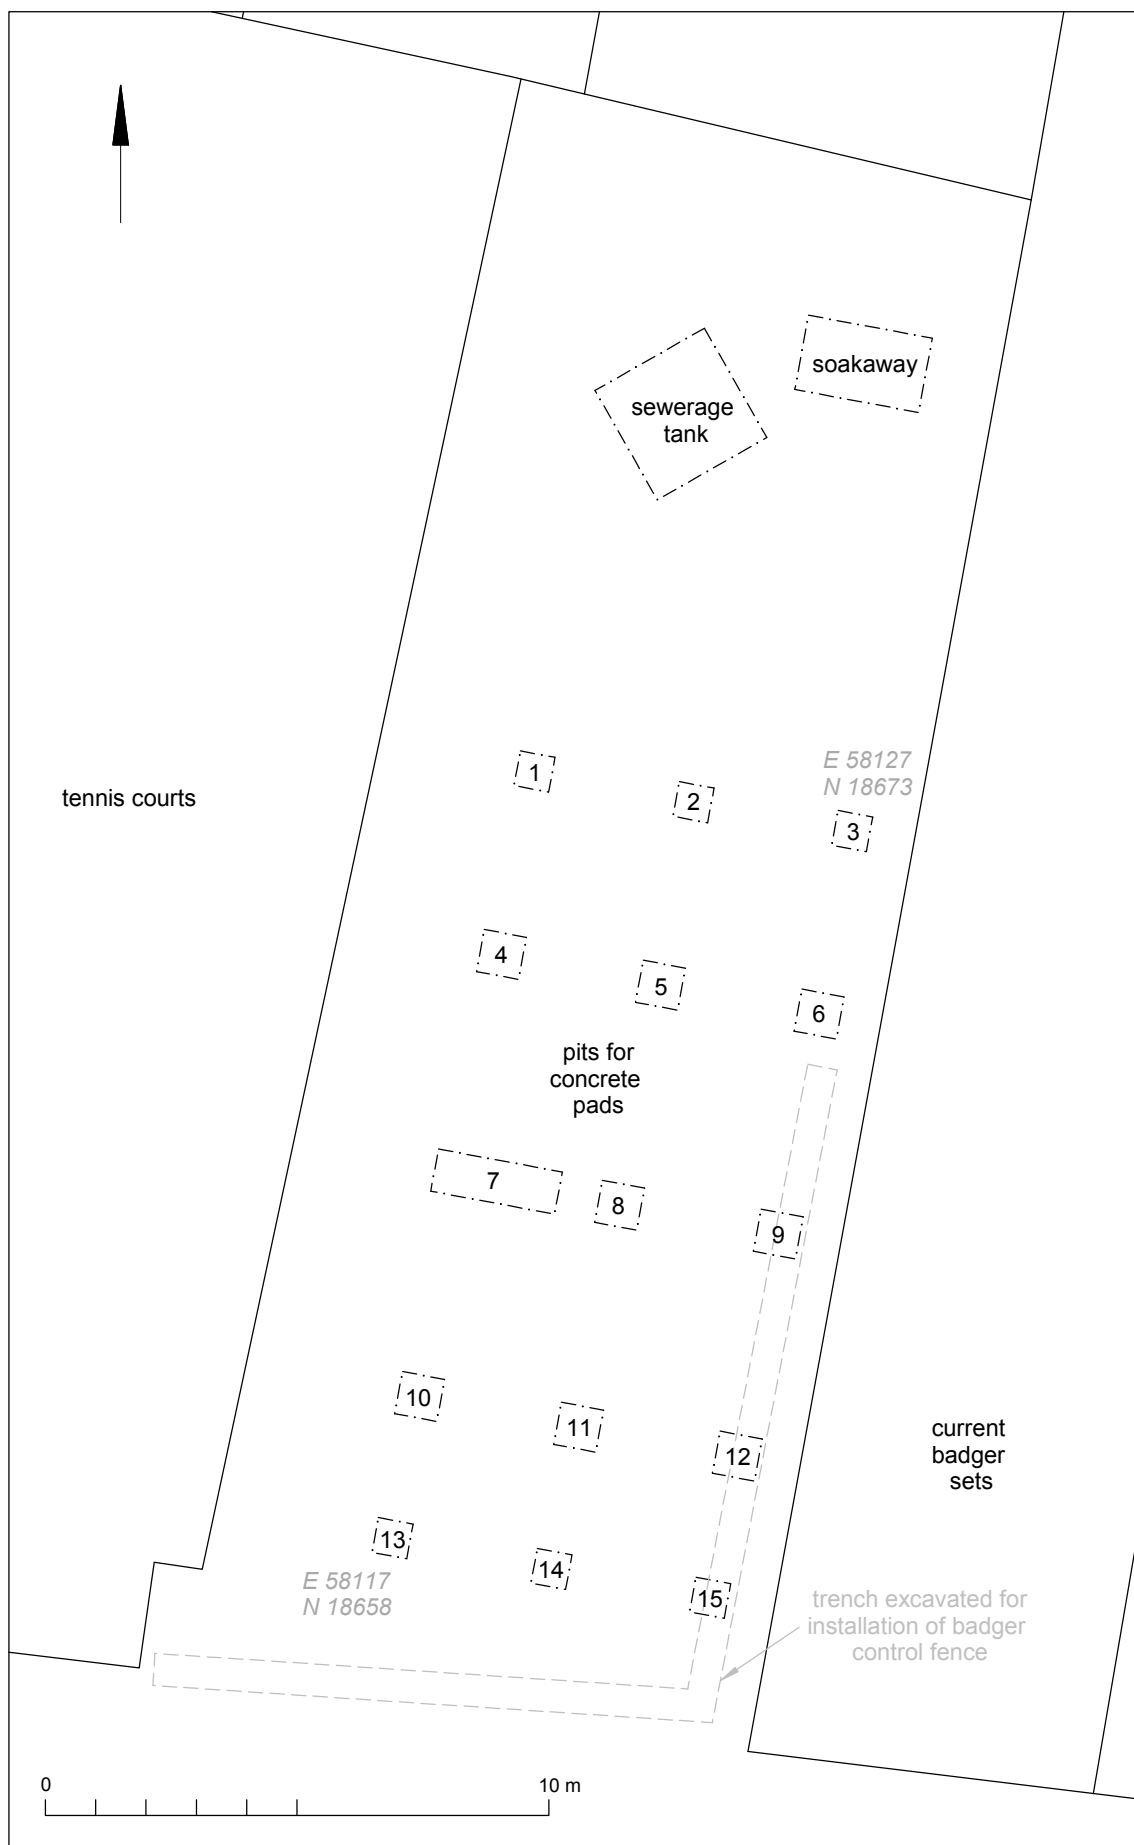 soakaway
sewerage
tank
E 58127
N 18673
tennis courts
1
2
3
4
5
6
pits for
concrete
pads
7
8
9
10
11
12
current
badger
sets
13
14
15
E 58117
N 18658
trench excavated for
installation of badger
control fence
0
10 m